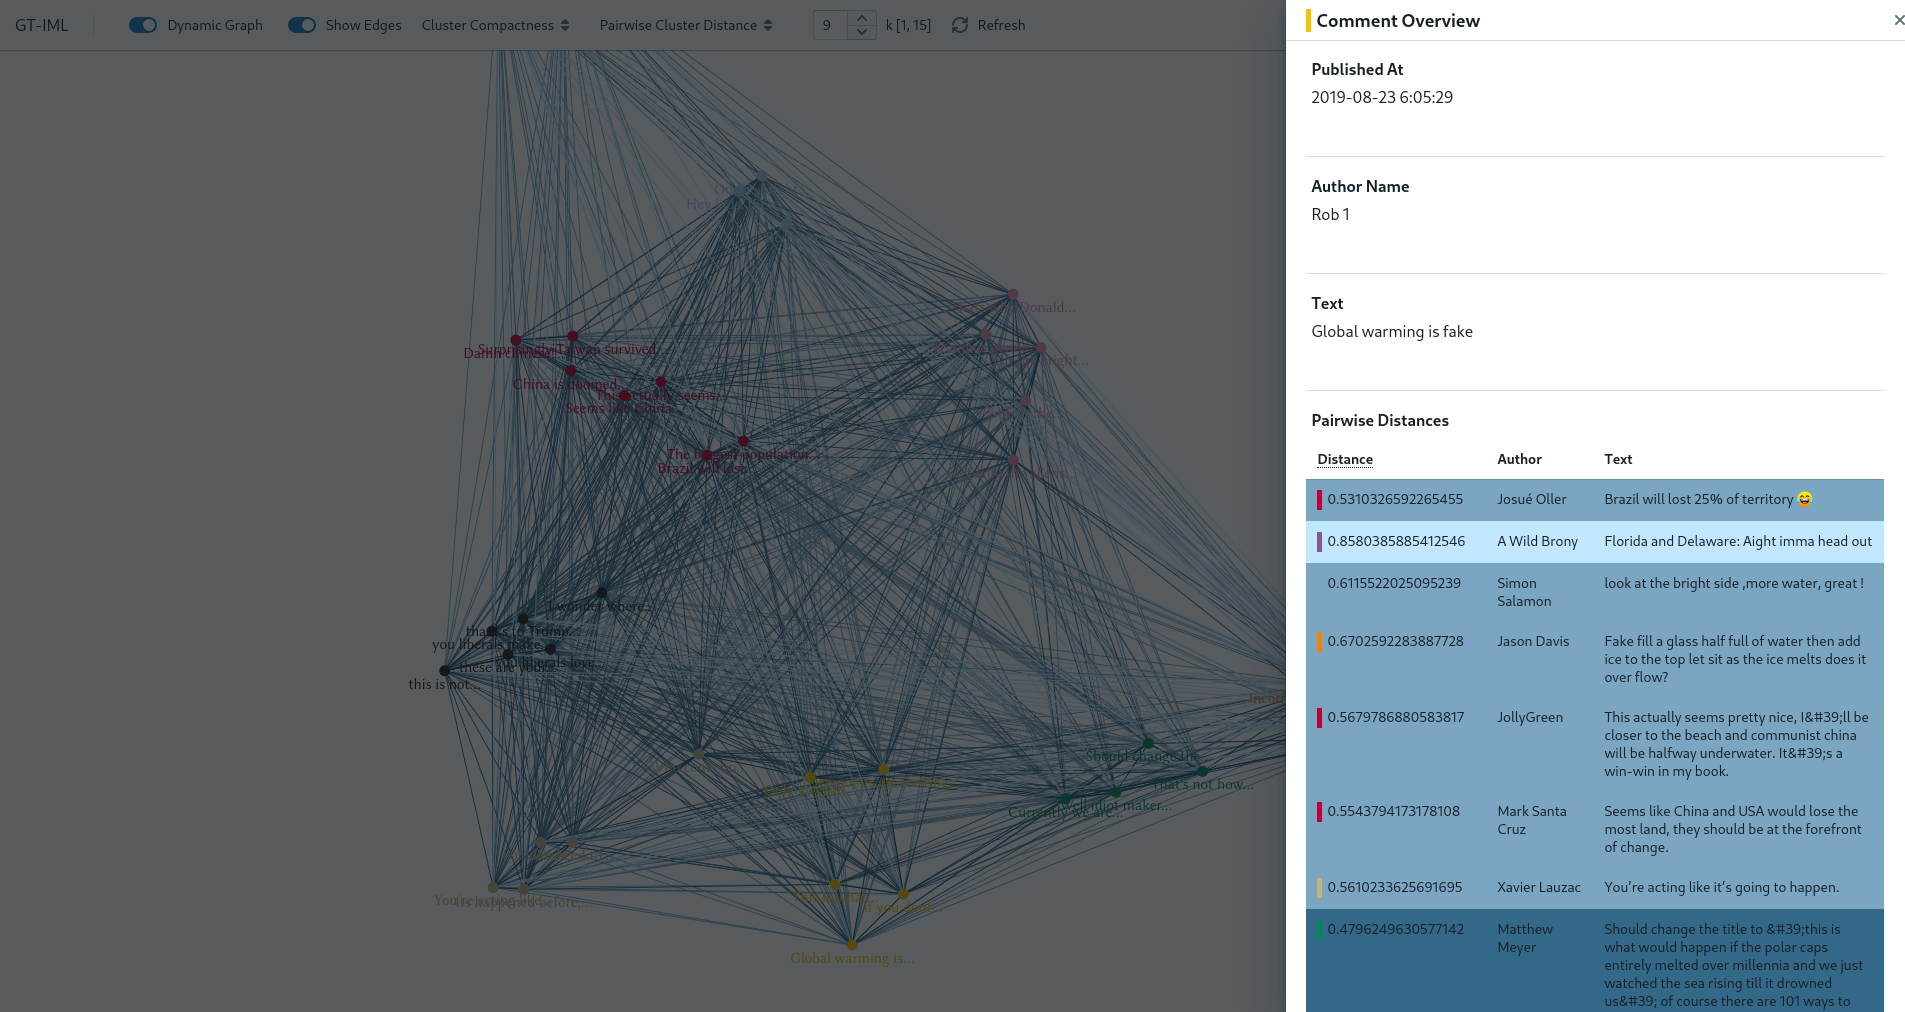 GT-IML
Dynamic Graph
Show Edges
Cluster Compactness
Pairwise Cluster Distance
9
k [1, 15]
Refresh
Donald...
Surprisingly Taiwan survived...
China is doomed...
This actually seems...
Seems like China...
The biggest population...
Brazil will lost...
I wonder where...
thanks to Trump...
you liberals make...
you liberals love...
these are your...
this is not...
Should change the...
That's not how...
Well idiot maker...
Currently we are...
You're acting like...
Its happened before,...
This is why...
if you dont...
Global warming is...
Comment Overview
Published At
2019-08-23 6:05:29
Author Name
Rob 1
Text
Global warming is fake
Pairwise Distances
Distance Author Text
0.5310326592265455 Josué Oller Brazil will lost 25% of territory 😅
0.8580385885412546 A Wild Brony Florida and Delaware: Aight imma head out
0.6115522025095239 Simon look at the bright side ,more water, great !
Salamon
0.6702592283887728 Jason Davis Fake fill a glass half full of water then add
ice to the top let sit as the ice melts does it
over flow?
0.5679786880583817 JollyGreen This actually seems pretty nice, I&#39;ll be
closer to the beach and communist china
will be halfway underwater. It&#39;s a
win-win in my book.
0.5543794173178108 Mark Santa Seems like China and USA would lose the
Cruz most land, they should be at the forefront
of change.
0.5610233625691695 Xavier Lauzac You’re acting like it’s going to happen.
0.4796249630577142 Matthew Should change the title to &#39;this is
Meyer what would happen if the polar caps
entirely melted over millennia and we just
watched the sea rising till it drowned
us&#39; of course there are 101 ways to